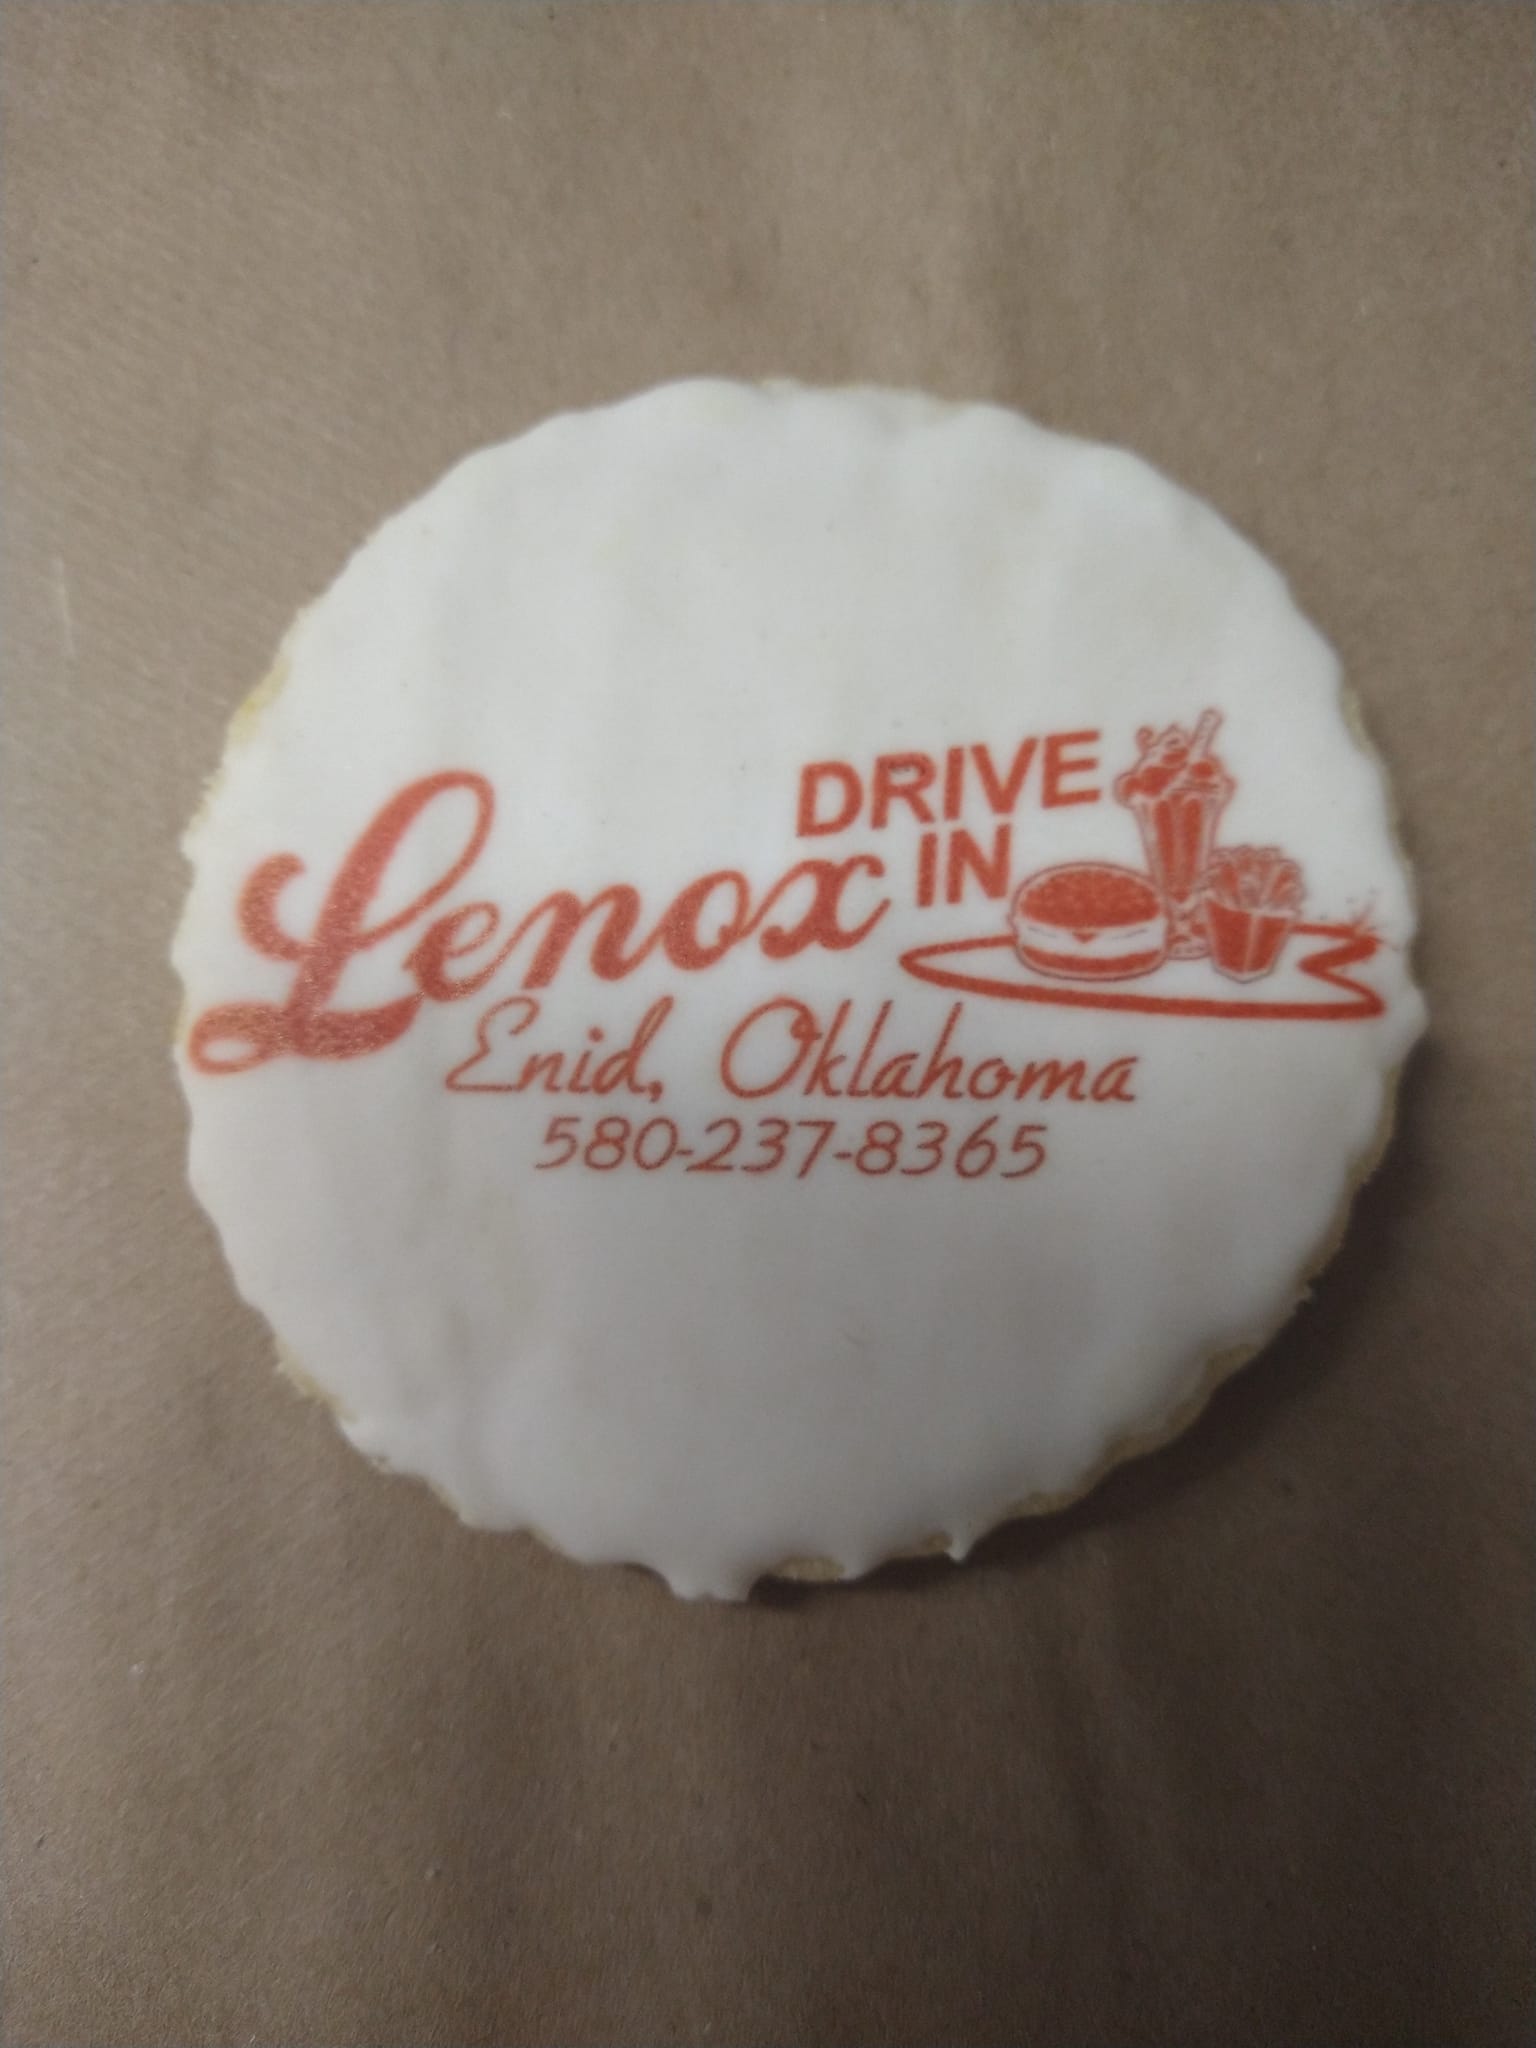 Lenox DRIVE IN
Enid, Oklahoma
580-237-8365